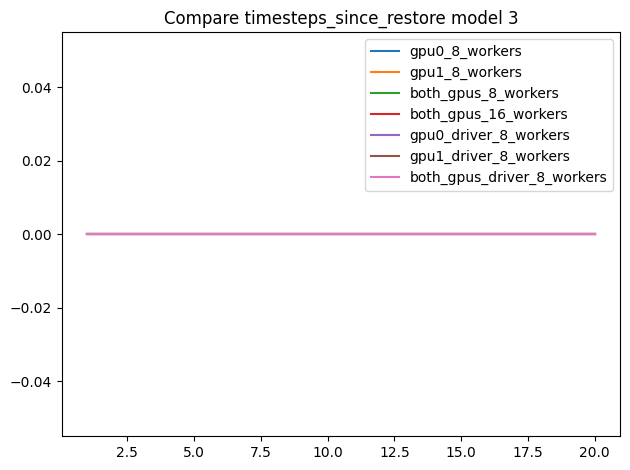 Compare timesteps_since_restore model 3
gpu0_8_workers
gpu1_8_workers
both_gpus_8_workers
both_gpus_16_workers
gpu0_driver_8_workers
gpu1_driver_8_workers
both_gpus_driver_8_workers
0.04
0.02
0.00
−0.02
−0.04
2.5 5.0 7.5 10.0 12.5 15.0 17.5 20.0